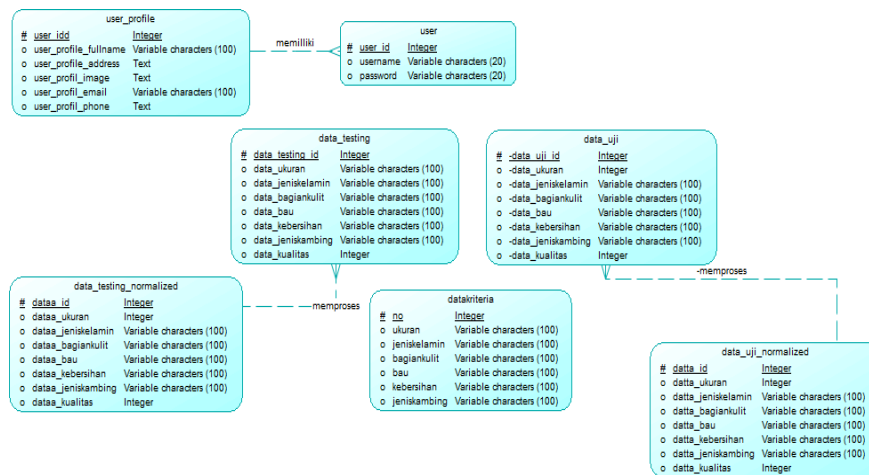 user_profile
# user_idd Integer
o user_profile_fullname Variable characters (100)
o user_profile_address Text
o user_profil_image Text
o user_profil_email Variable characters (100)
o user_profil_phone Text
memilliki
user
# user_id Integer
o username Variable characters (20)
o password Variable characters (20)
data_testing
# data_testing_id Integer
o data_ukuran Variable characters (100)
o data_jeniskelamin Variable characters (100)
o data_bagiankulit Variable characters (100)
o data_bau Variable characters (100)
o data_kebersihan Variable characters (100)
o data_jeniskambing Variable characters (100)
o data_kualitas Integer
data_uji
# -data_uji_id Integer
o -data_ukuran Integer
o -data_jeniskelamin Variable characters (100)
o -data_bagiankulit Variable characters (100)
o -data_bau Variable characters (100)
o -data_kebersihan Variable characters (100)
o -data_jeniskambing Variable characters (100)
o -data_kualitas Integer
-memproses
data_testing_normalized
# dataa_id Integer
o dataa_ukuran Integer
o dataa_jeniskelamin Variable characters (100)
o dataa_bagiankulit Variable characters (100)
o dataa_bau Variable characters (100)
o dataa_kebersihan Variable characters (100)
o dataa_jeniskambing Variable characters (100)
o dataa_kualitas Integer
memproses
datakriteria
# no Integer
o ukuran Variable characters (100)
o jeniskelamin Variable characters (100)
o bagiankulit Variable characters (100)
o bau Variable characters (100)
o kebersihan Variable characters (100)
o jeniskambing Variable characters (100)
data_uji_normalized
# datta_id Integer
o datta_ukuran Integer
o datta_jeniskelamin Variable characters (100)
o datta_bagiankulit Variable characters (100)
o datta_bau Variable characters (100)
o datta_kebersihan Variable characters (100)
o datta_jeniskambing Variable characters (100)
o datta_kualitas Integer